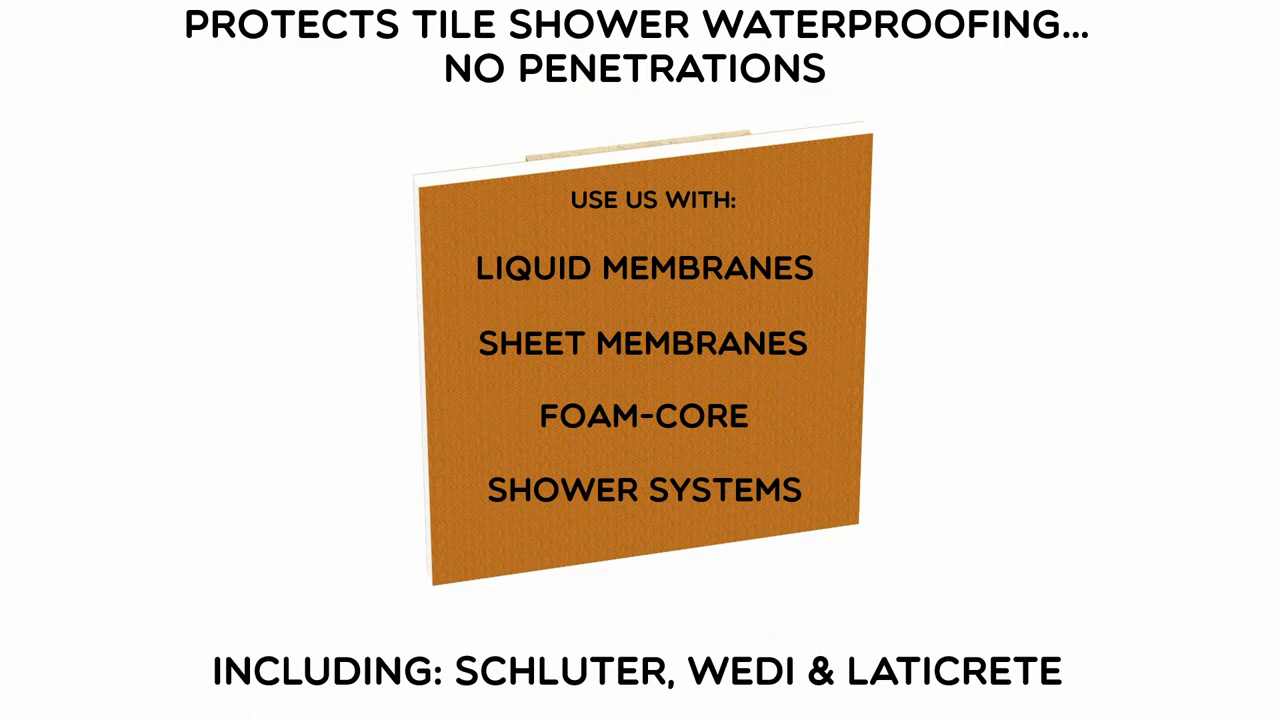 PROTECTS TILE SHOWER WATERPROOFING...
NO PENETRATIONS
USE US WITH:
LIQUID MEMBRANES
SHEET MEMBRANES
FOAM-CORE
SHOWER SYSTEMS
INCLUDING: SCHLUTER, WEDI & LATICRETE